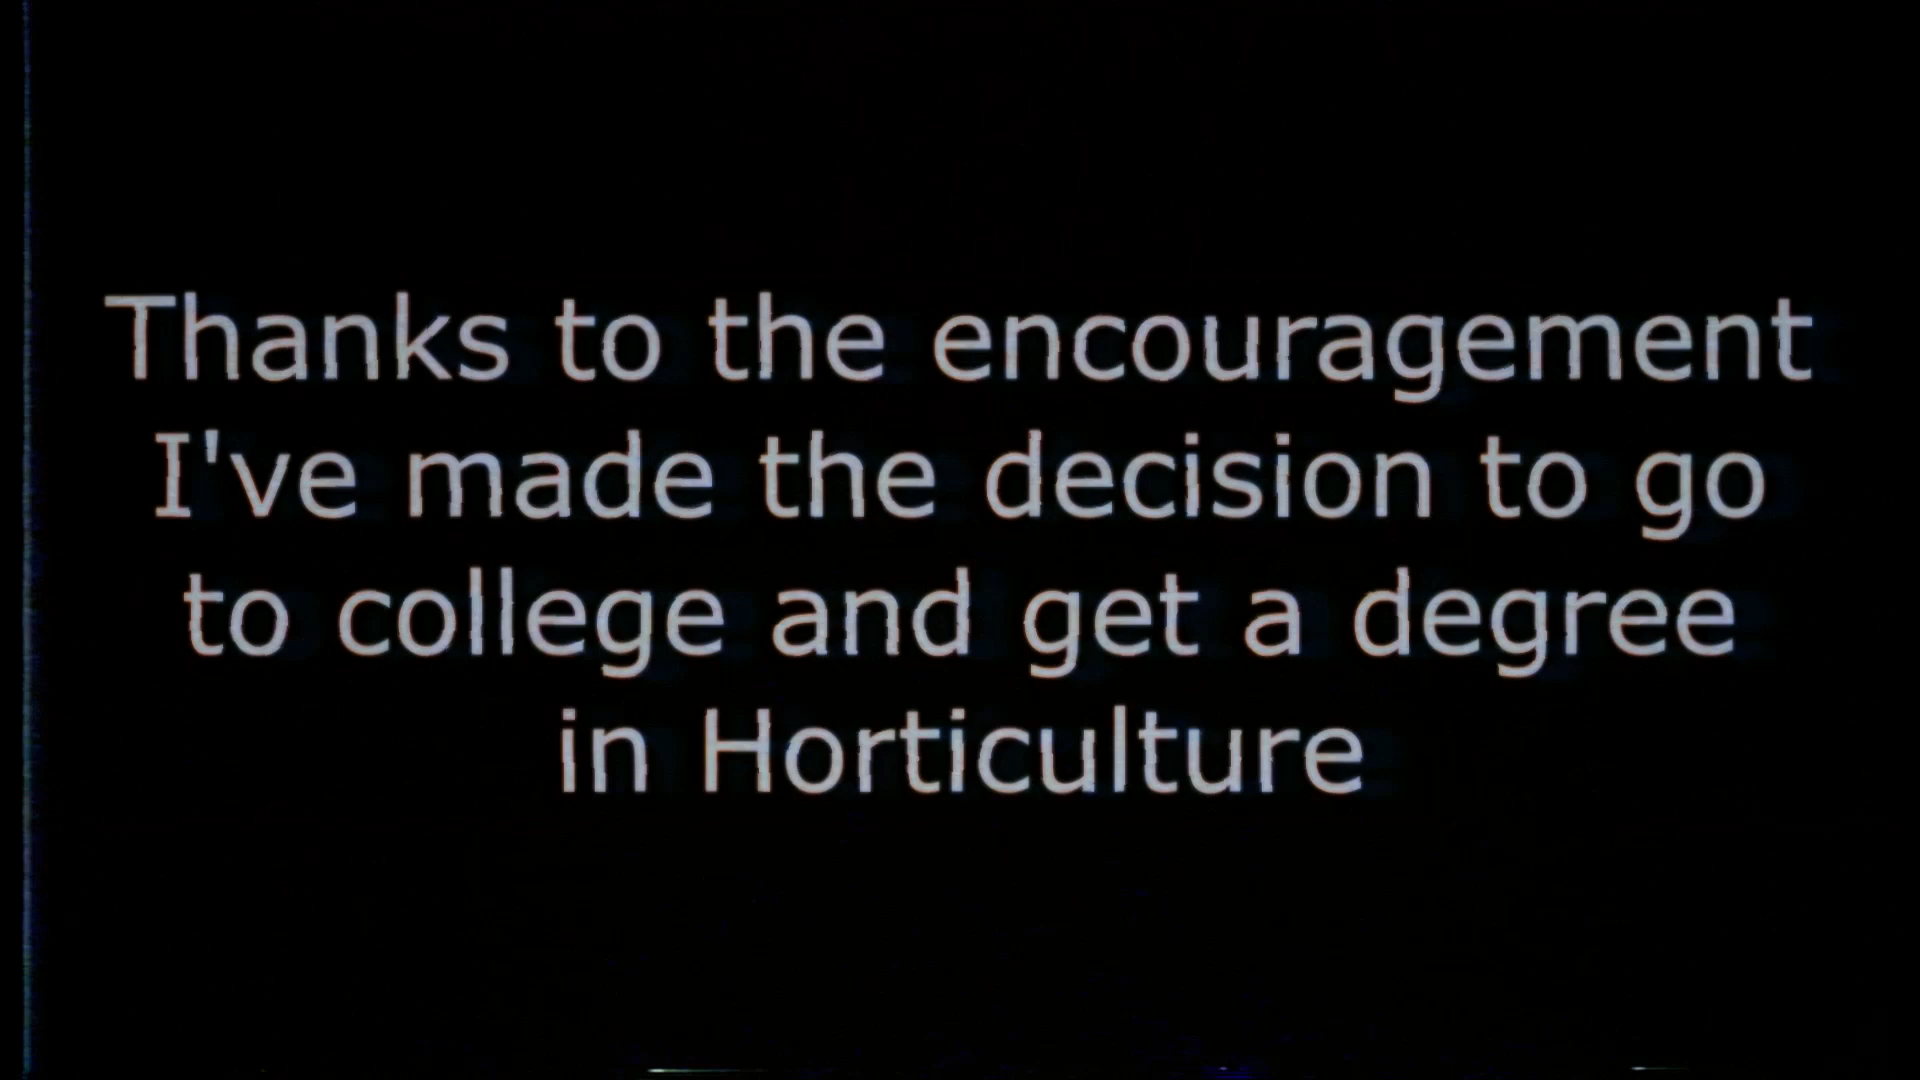 Thanks to the encouragement
I've made the decision to go
to college and get a degree
in Horticulture